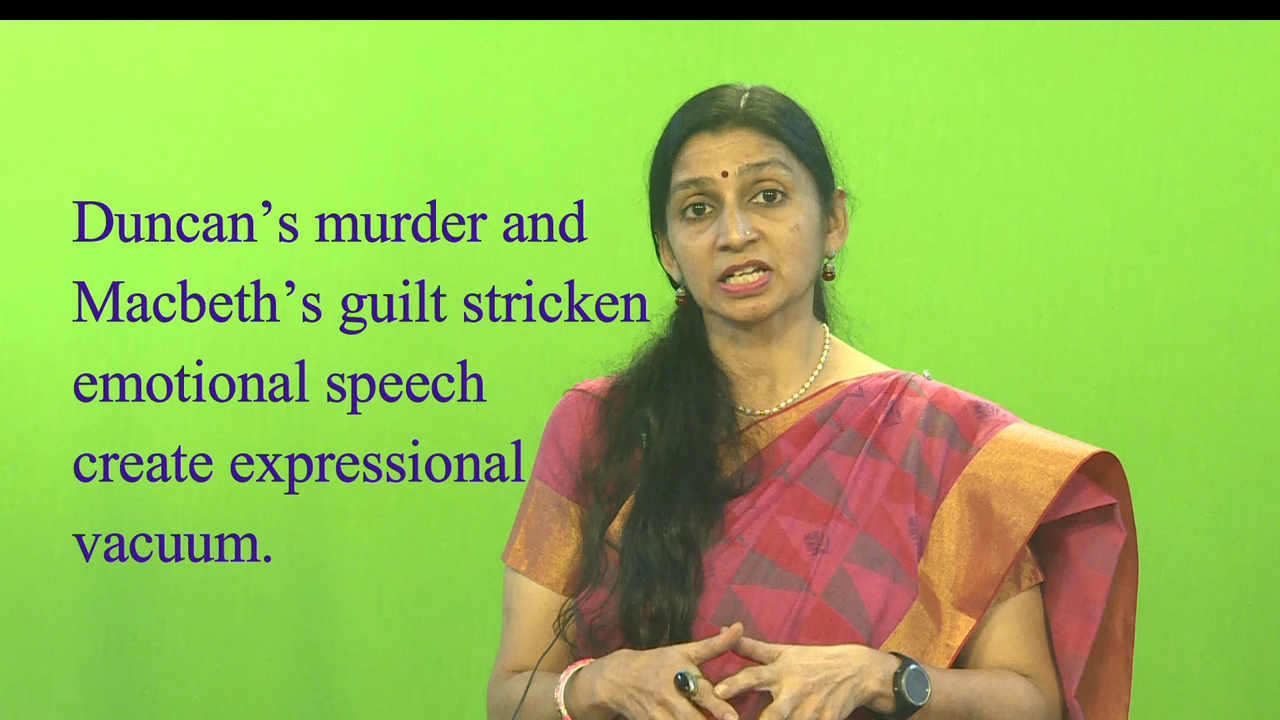 Duncan’s murder and
Macbeth’s guilt stricken
emotional speech
create expressional
vacuum.